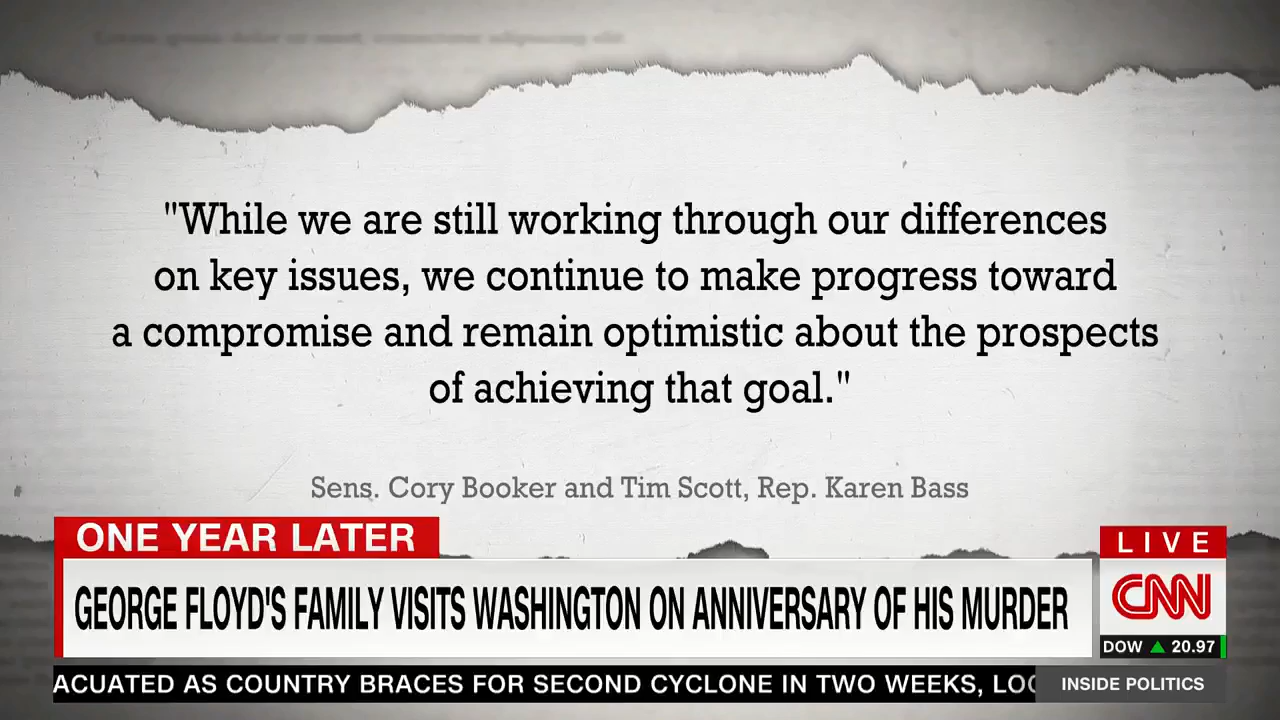 "While we are still working through our differences
on key issues, we continue to make progress toward
a compromise and remain optimistic about the prospects
of achieving that goal."
Sens. Cory Booker and Tim Scott, Rep. Karen Bass
ONE YEAR LATER
GEORGE FLOYD'S FAMILY VISITS WASHINGTON ON ANNIVERSARY OF HIS MURDER
LIVE
CNN
DOW ▲ 20.97
ACUATED AS COUNTRY BRACES FOR SECOND CYCLONE IN TWO WEEKS, LOC
INSIDE POLITICS